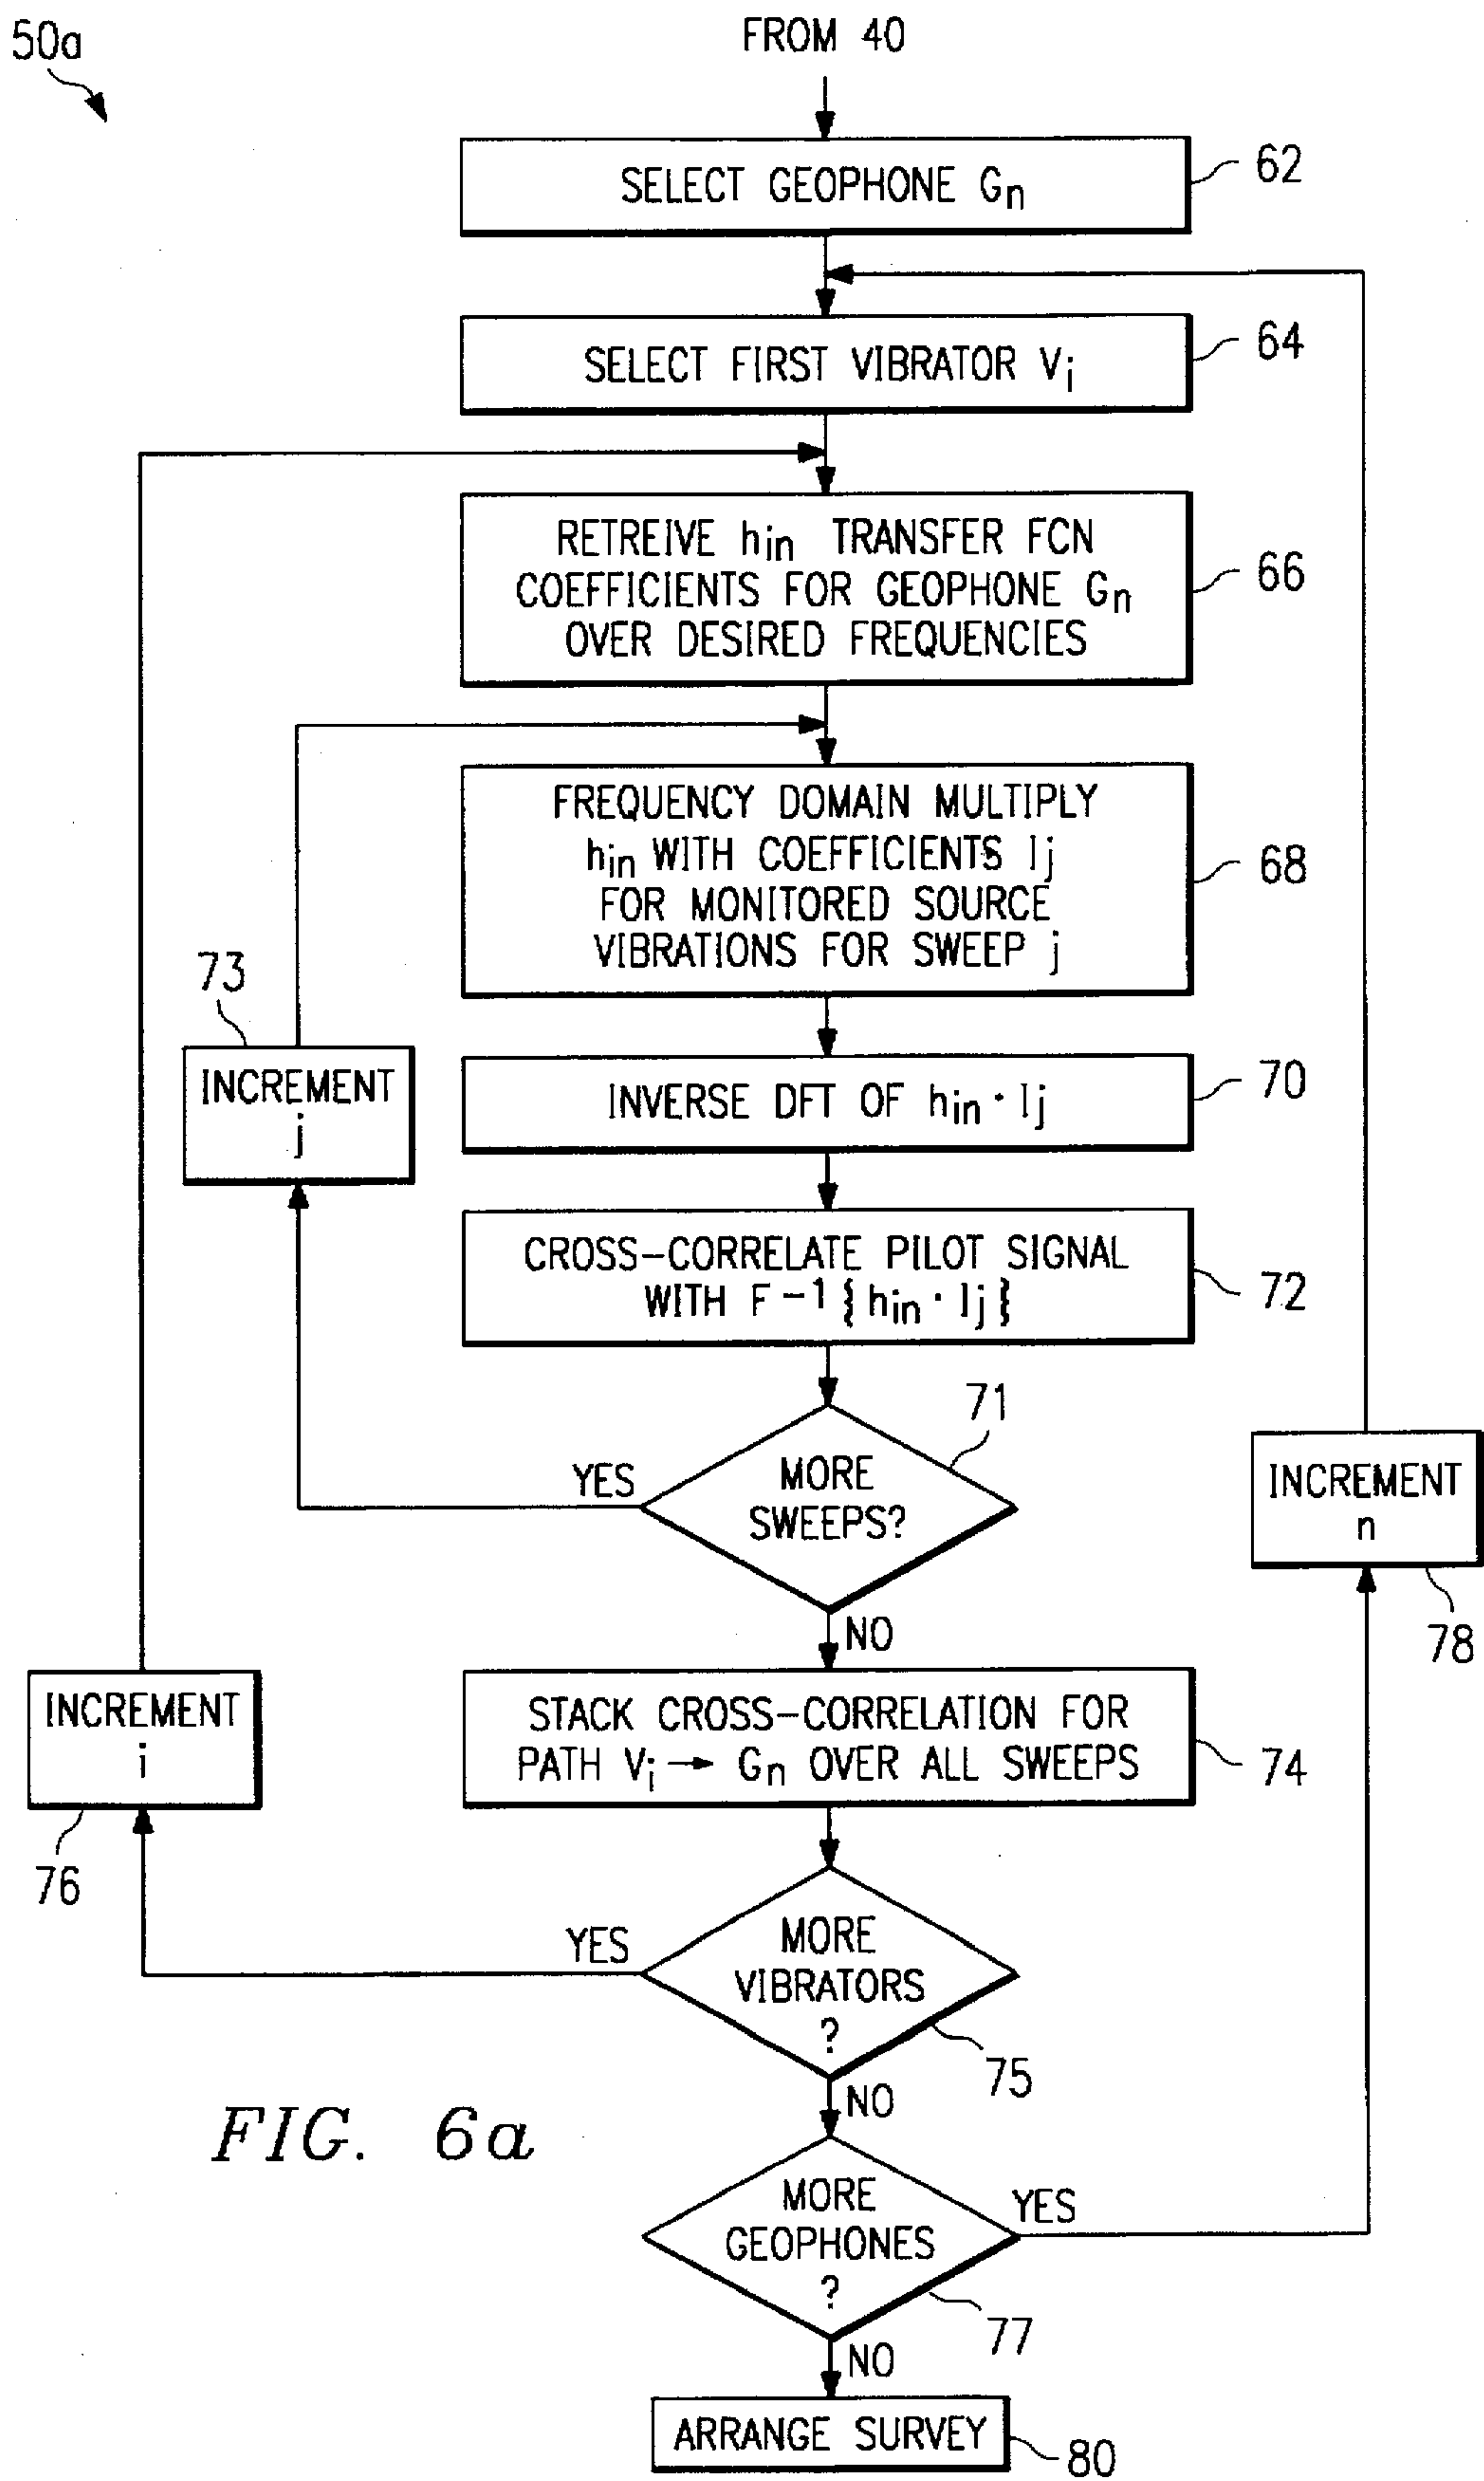 50a
FROM 40
SELECT GEOPHONE Gn
62
SELECT FIRST VIBRATOR Vi
64
RETREIVE hin TRANSFER FCN
COEFFICIENTS FOR GEOPHONE Gn
OVER DESIRED FREQUENCIES
66
FREQUENCY DOMAIN MULTIPLY
hin WITH COEFFICIENTS Ij
FOR MONITORED SOURCE
VIBRATIONS FOR SWEEP j
68
73
INCREMENT
j
INVERSE DFT OF hin · Ij
70
CROSS-CORRELATE PILOT SIGNAL
WITH F-1 {hin · Ij}
72
71
MORE
SWEEPS?
YES
NO
INCREMENT
n
78
INCREMENT
i
76
STACK CROSS-CORRELATION FOR
PATH Vi → Gn OVER ALL SWEEPS
74
MORE
VIBRATORS
?
YES
75
NO
FIG. 6a
MORE
GEOPHONES
?
YES
77
NO
ARRANGE SURVEY
80